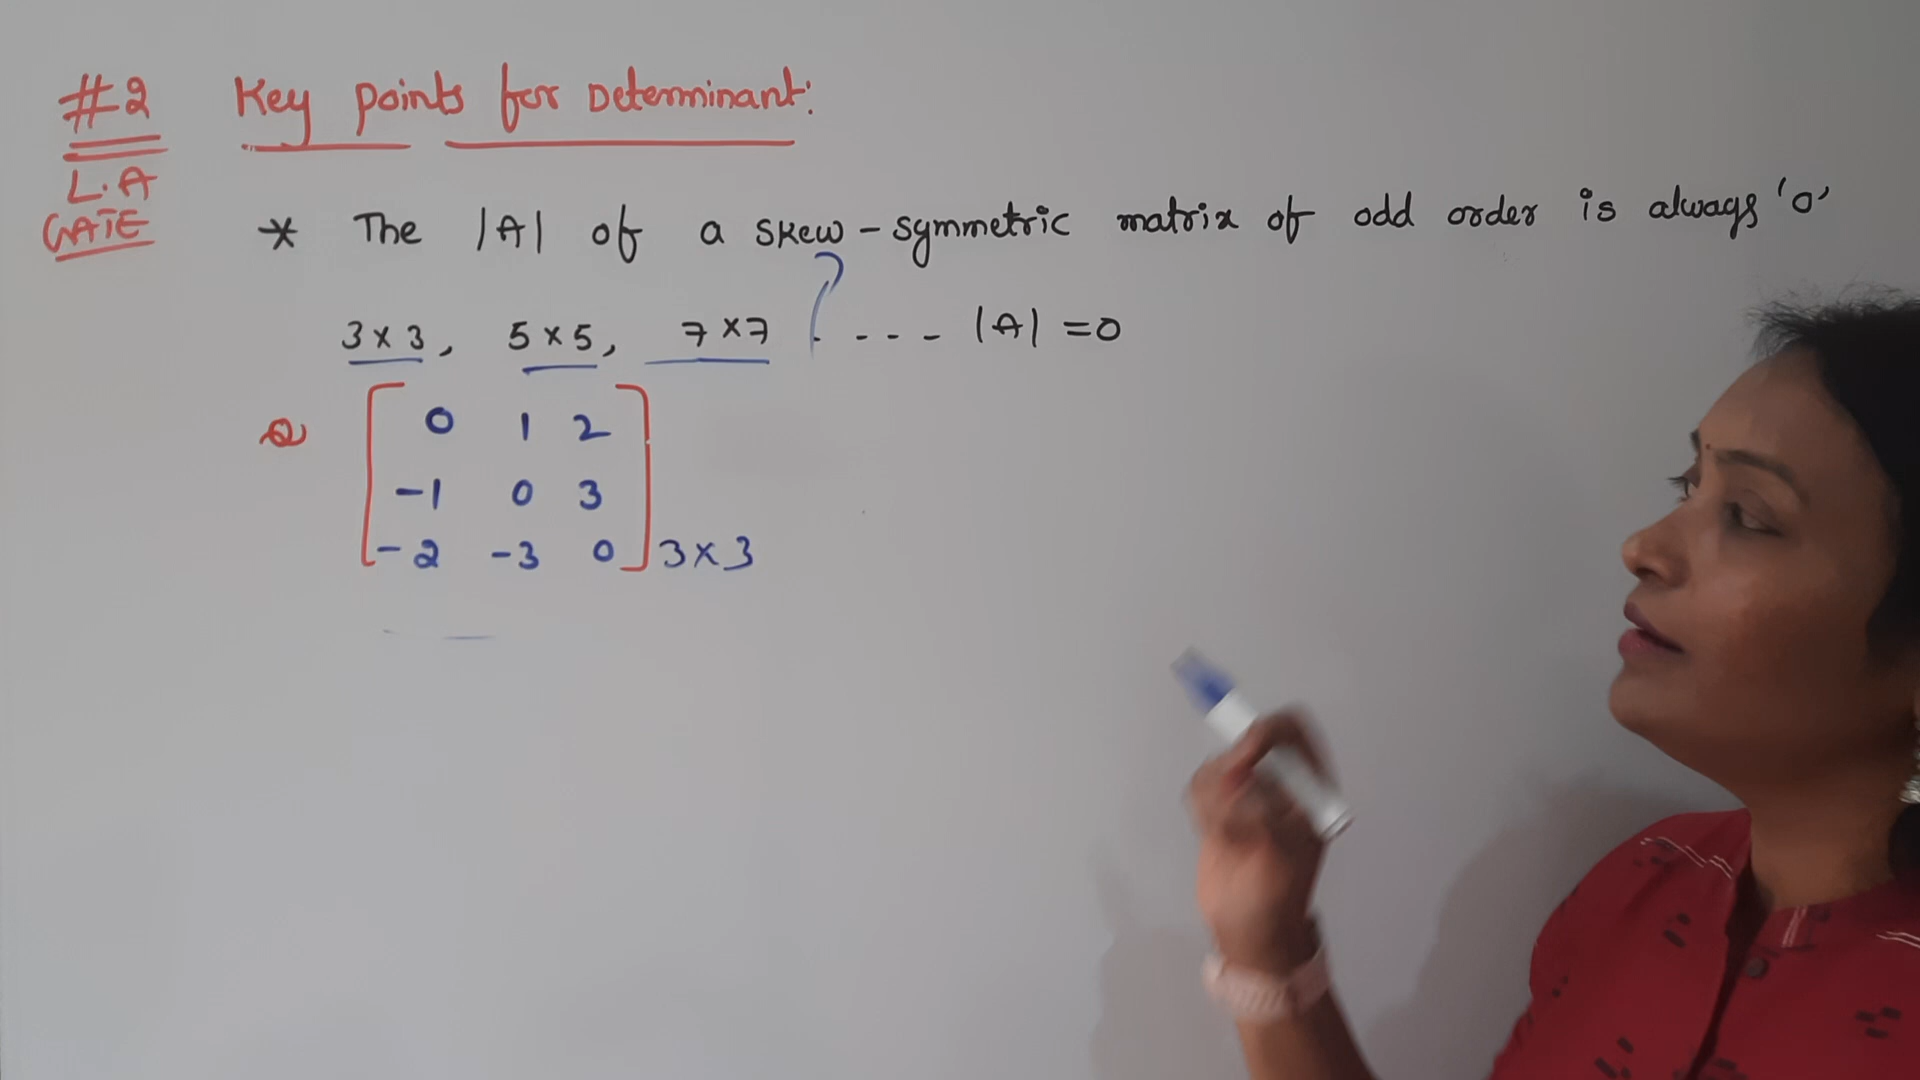 #2 Key points for Determinant:
L.A
GATE
* The |A| of a skew-symmetric matrix of odd order is always '0'
3×3, 5×5, 7×7 . - - - |A| =0
Q
0 1 2
-1 0 3
-2 -3 0 3×3